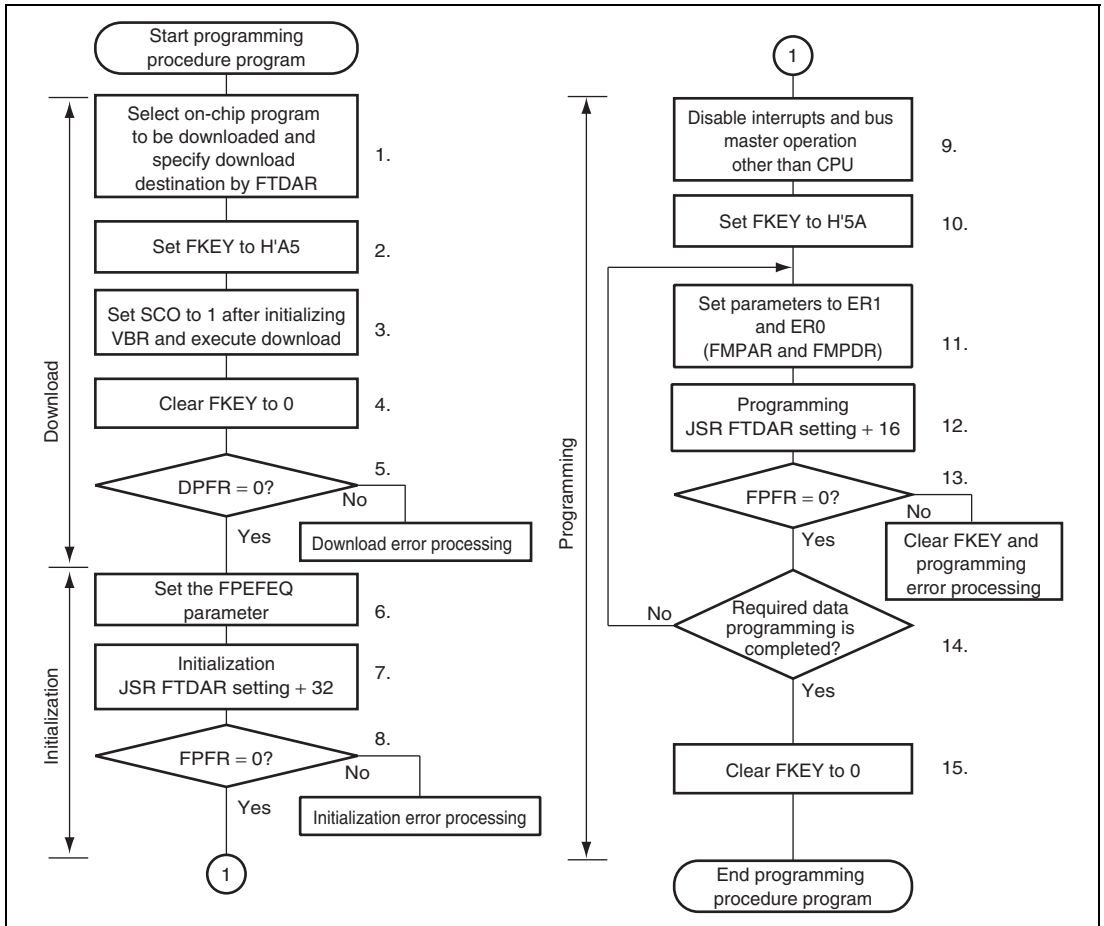 Start programming
procedure program
Download
Select on-chip program
to be downloaded and
specify download
destination by FTDAR
1.
Set FKEY to H'A5
2.
Set SCO to 1 after initializing
VBR and execute download
3.
Clear FKEY to 0
4.
DPFR = 0?
5.
No
Yes
Download error processing
Initialization
Set the FPEFEQ
parameter
6.
Initialization
JSR FTDAR setting + 32
7.
FPFR = 0?
8.
No
Yes
Initialization error processing
1
1
Programming
Disable interrupts and bus
master operation
other than CPU
9.
Set FKEY to H'5A
10.
Set parameters to ER1
and ER0
(FMPAR and FMPDR)
11.
Programming
JSR FTDAR setting + 16
12.
FPFR = 0?
13.
No
Yes
Clear FKEY and
programming
error processing
No
Required data
programming is
completed?
14.
Yes
Clear FKEY to 0
15.
End programming
procedure program